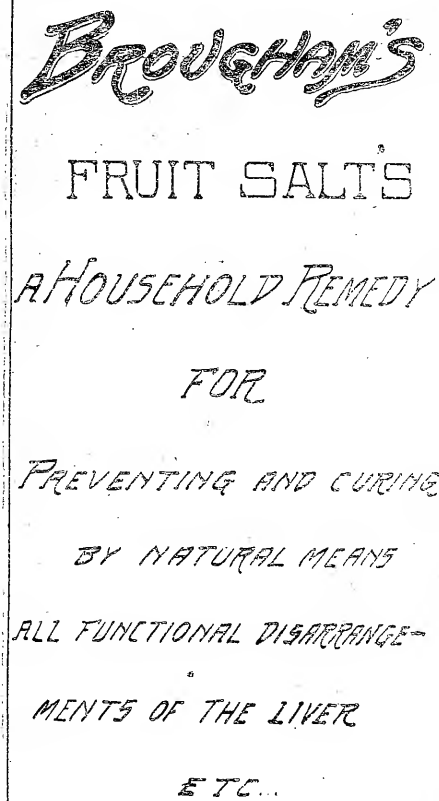 BROUGHAM'S
FRUIT SALT'S
A HOUSEHOLD REMEDY
FOR
PREVENTING AND CURING
BY NATURAL MEANS
ALL FUNCTIONAL DISARRANGE-
MENTS OF THE LIVER
ETC..